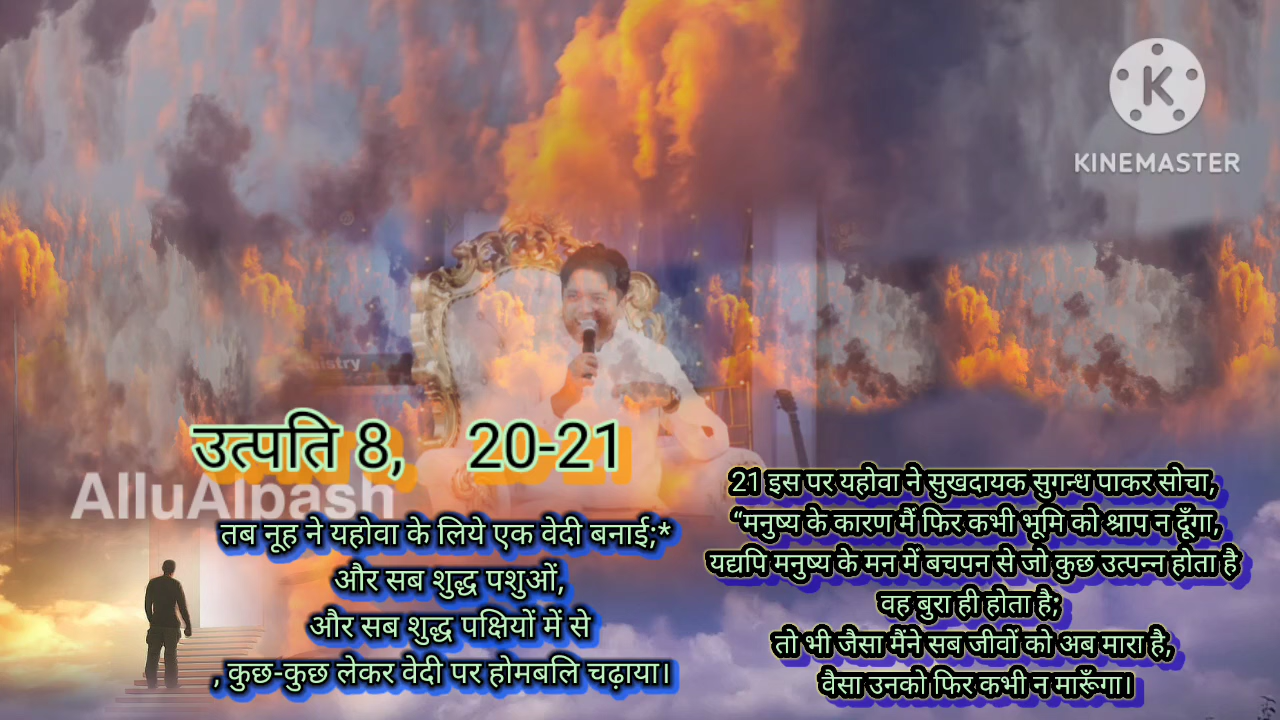 KINEMASTER
nistry
उत्पति 8, 20-21
AlluAlpash
तब नूह ने यहोवा के लिये एक वेदी बनाई;*
और सब शुद्ध पशुओं,
और सब शुद्ध पक्षियों में से
, कुछ-कुछ लेकर वेदी पर होमबलि चढ़ाया।
21 इस पर यहोवा ने सुखदायक सुगन्ध पाकर सोचा,
“मनुष्य के कारण मैं फिर कभी भूमि को श्राप न दूँगा,
यद्यपि मनुष्य के मन में बचपन से जो कुछ उत्पन्न होता है
वह बुरा ही होता है;
तो भी जैसा मैंने सब जीवों को अब मारा है,
वैसा उनको फिर कभी न मारूँगा।